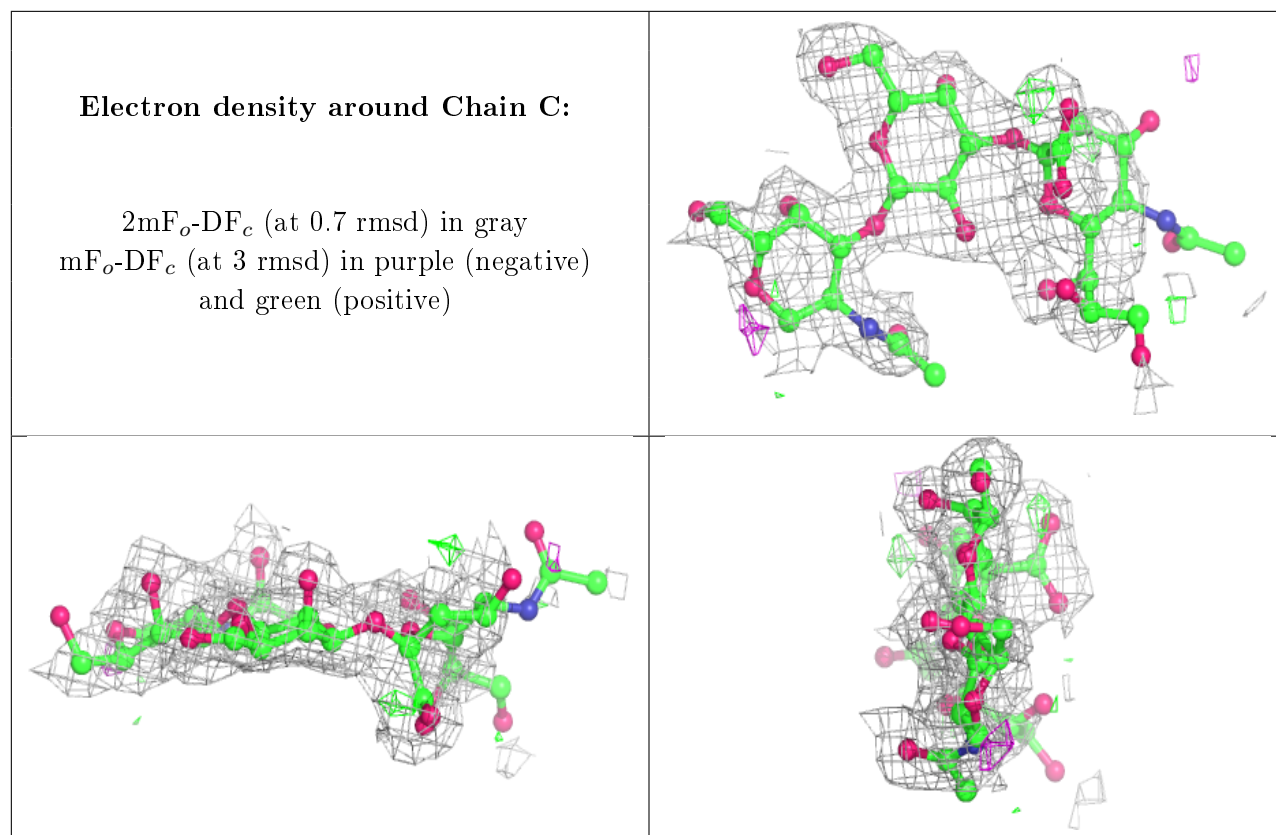 Electron density around Chain C:
2mFₒ-DF𝒸 (at 0.7 rmsd) in gray
mFₒ-DF𝒸 (at 3 rmsd) in purple (negative)
and green (positive)